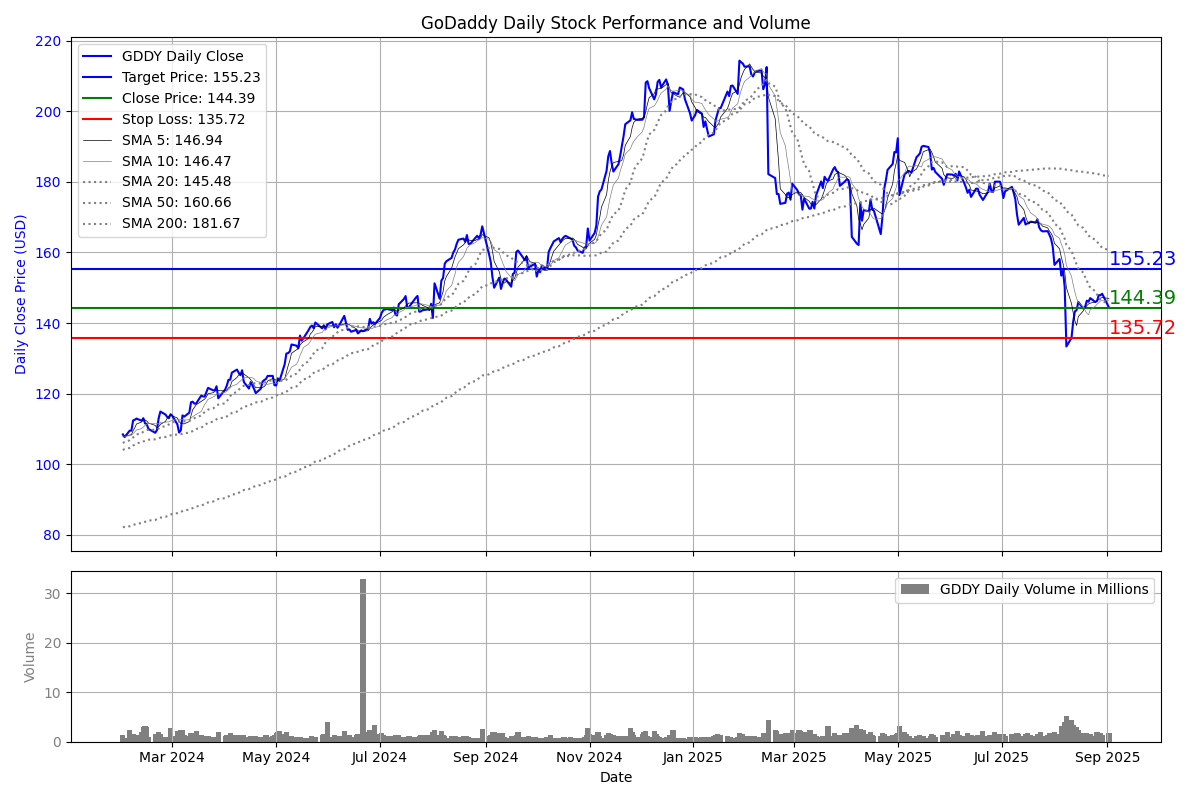 GoDaddy Daily Stock Performance and Volume
220
200
180
160
140
120
100
80
Daily Close Price (USD)
GDDY Daily Close
Target Price: 155.23
Close Price: 144.39
Stop Loss: 135.72
SMA 5: 146.94
SMA 10: 146.47
SMA 20: 145.48
SMA 50: 160.66
SMA 200: 181.67
155.23
144.39
135.72
30
20
10
0
Volume
GDDY Daily Volume in Millions
Mar 2024 May 2024 Jul 2024 Sep 2024 Nov 2024 Jan 2025 Mar 2025 May 2025 Jul 2025 Sep 2025
Date